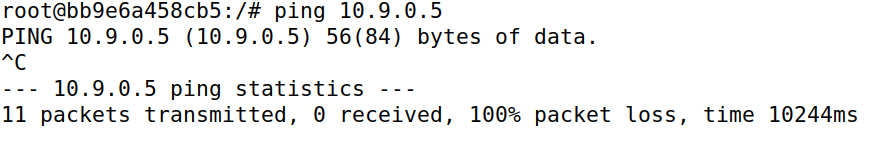 root@bb9e6a458cb5:/# ping 10.9.0.5
PING 10.9.0.5 (10.9.0.5) 56(84) bytes of data.
^C
--- 10.9.0.5 ping statistics ---
11 packets transmitted, 0 received, 100% packet loss, time 10244ms